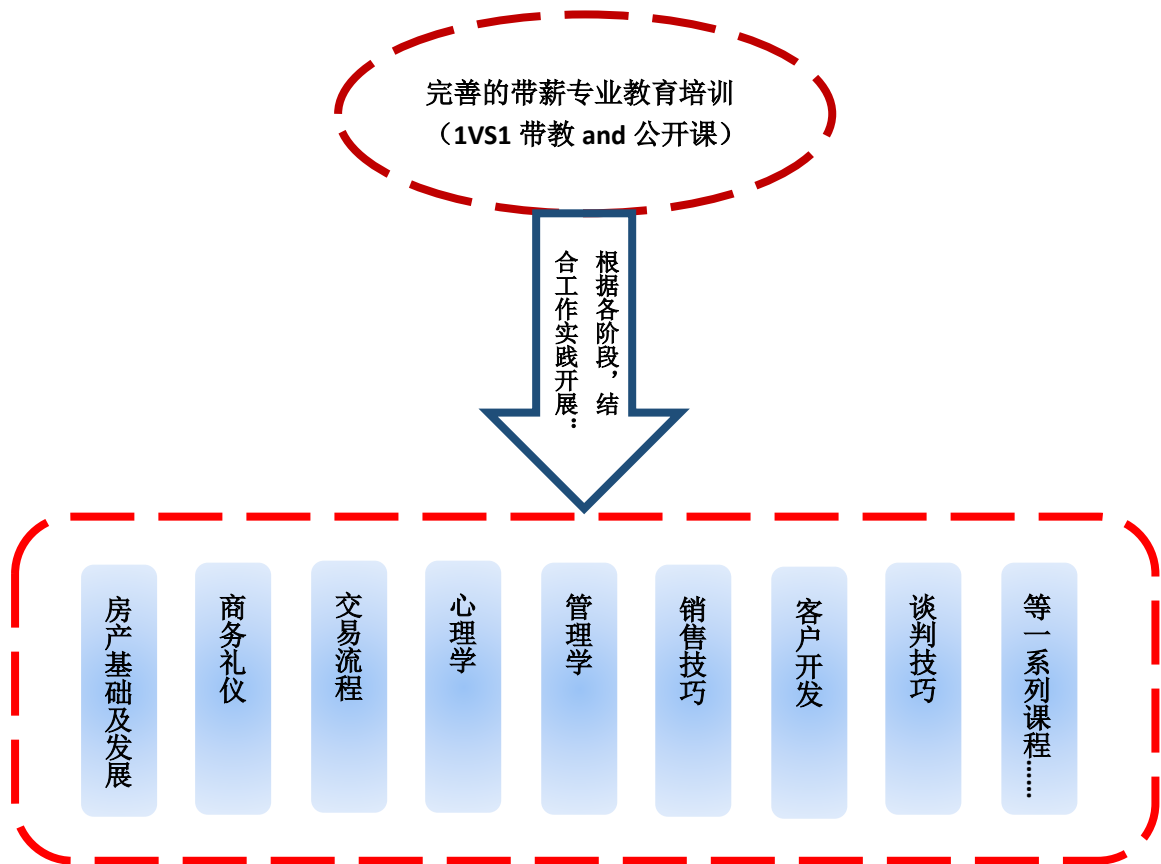 完善的带薪专业教育培训
（1VS1 带教 and 公开课）
根据各阶段，结
合工作实践开展…
房产基础及发展
商务礼仪
交易流程
心理学
管理学
销售技巧
客户开发
谈判技巧
等一系列课程……